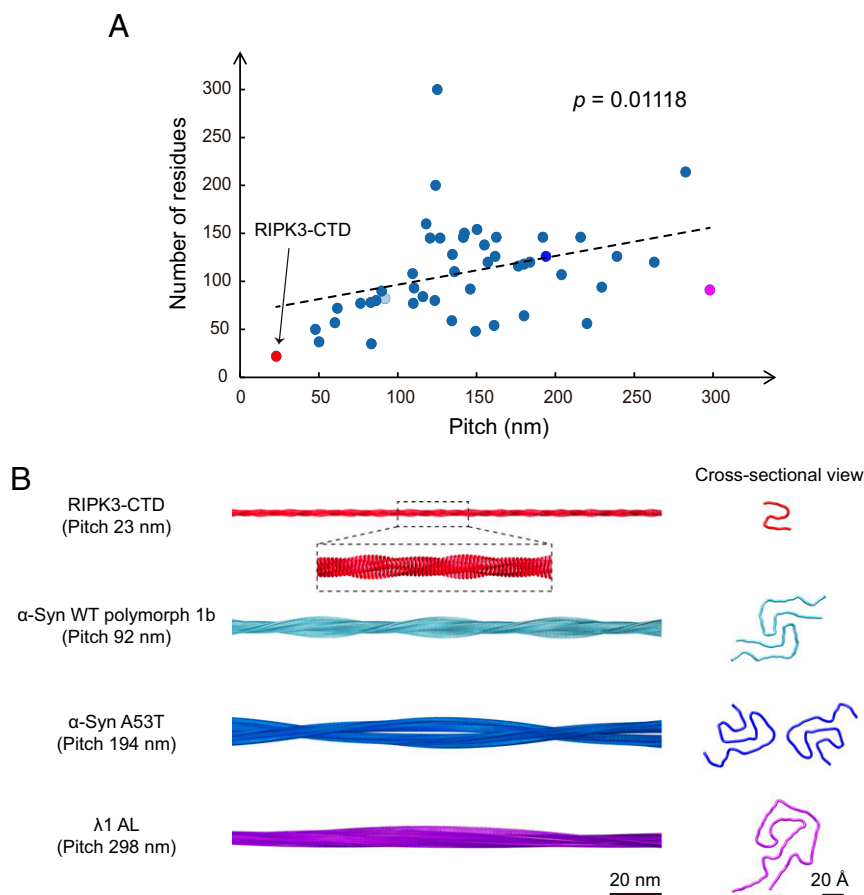 A
Number of residues
300
250
200
150
100
50
0
p = 0.01118
RIPK3-CTD
0
50
100
150
200
250
300
Pitch (nm)
B
Cross-sectional view
RIPK3-CTD
(Pitch 23 nm)
α-Syn WT polymorph 1b
(Pitch 92 nm)
α-Syn A53T
(Pitch 194 nm)
λ1 AL
(Pitch 298 nm)
20 nm
20 Å